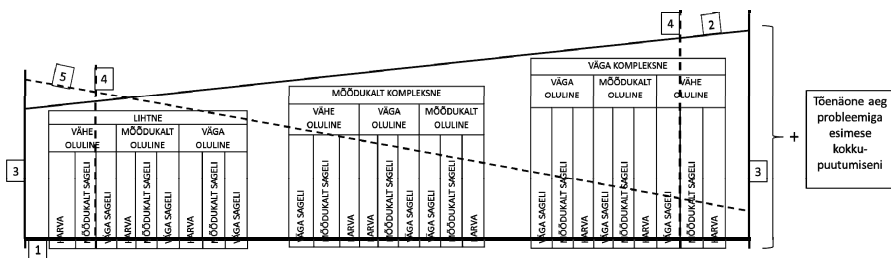 4
2
5
4
VÄGA KOMPLEKSNE
VÄGA OLULINE
MÕÕDUKALT OLULINE
VÄHE OLULINE
MÕÕDUKALT KOMPLEKSNE
VÄHE OLULINE
VÄGA OLULINE
MÕÕDUKALT OLULINE
LIHTNE
VÄHE OLULINE
MÕÕDUKALT OLULINE
VÄGA OLULINE
3
HARVA
MÕÕDUKALT SAGELI
VÄGA SAGELI
HARVA
MÕÕDUKALT SAGELI
VÄGA SAGELI
HARVA
MÕÕDUKALT SAGELI
VÄGA SAGELI
VÄGA SAGELI
MÕÕDUKALT SAGELI
HARVA
HARVA
MÕÕDUKALT SAGELI
VÄGA SAGELI
VÄGA SAGELI
MÕÕDUKALT SAGELI
HARVA
VÄGA SAGELI
MÕÕDUKALT SAGELI
HARVA
VÄGA SAGELI
MÕÕDUKALT SAGELI
HARVA
VÄGA SAGELI
MÕÕDUKALT SAGELI
HARVA
3
1
+
Tõenäone aeg
probleemiga
esimese
kokku-
puutumiseni